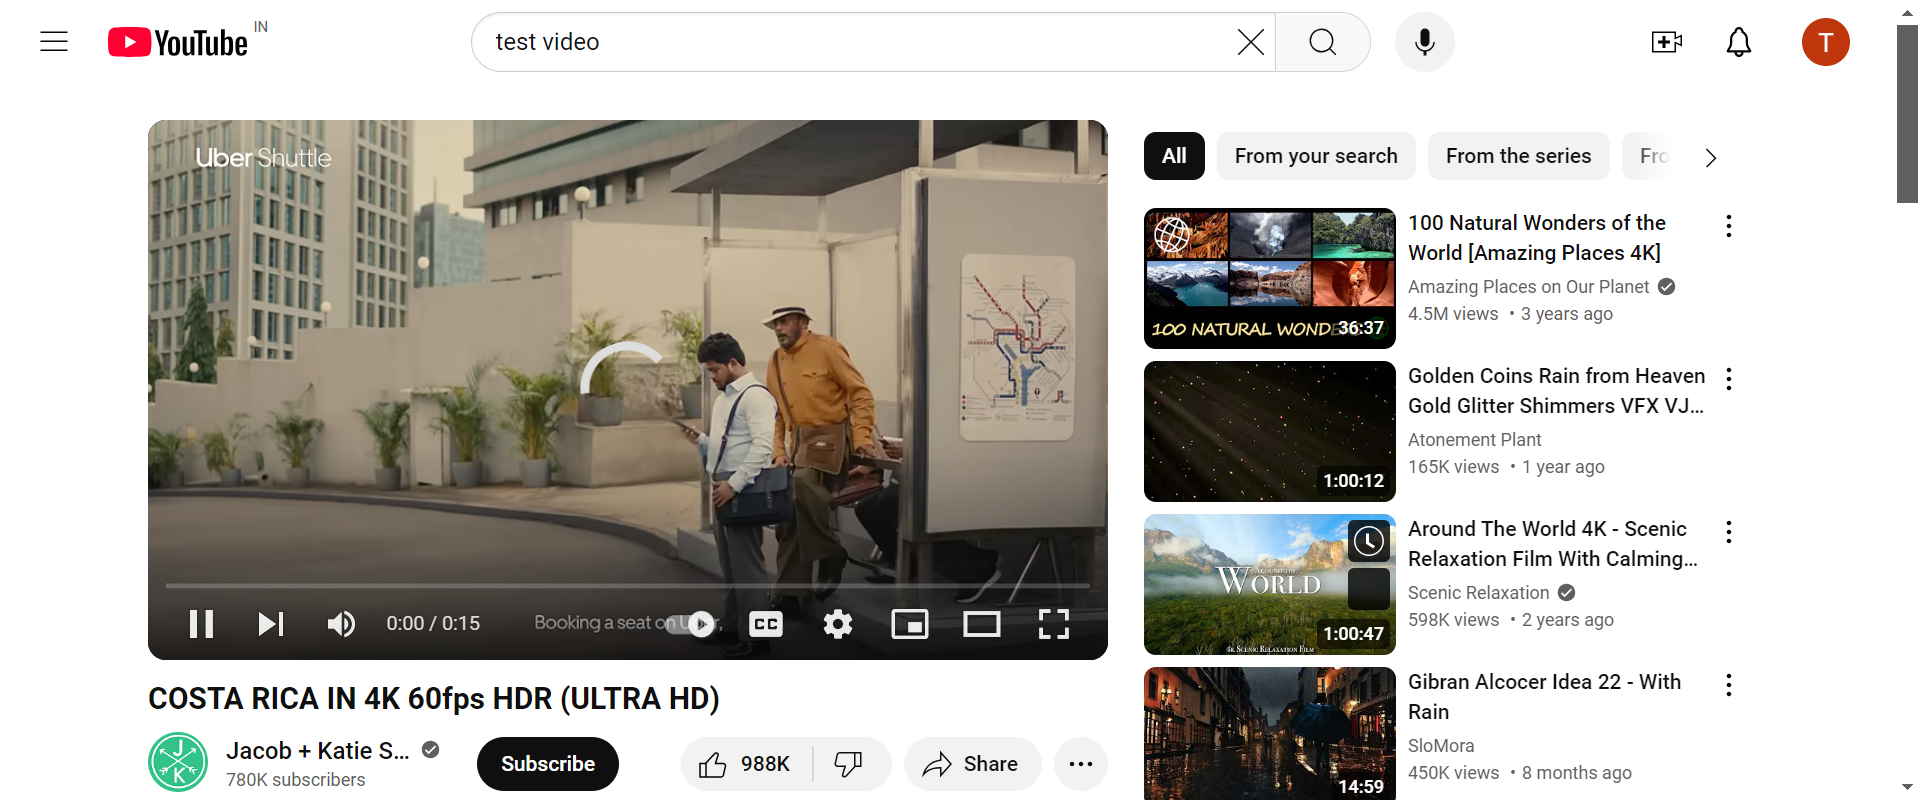 YouTube IN
test video
T
Uber Shuttle
0:00 / 0:15
Booking a seat on
CC
COSTA RICA IN 4K 60fps HDR (ULTRA HD)
J
K
Jacob + Katie S...
780K subscribers
Subscribe
988K
Share
All
From your search
From the series
Fro
100 NATURAL WOND
36:37
100 Natural Wonders of the
World [Amazing Places 4K]
Amazing Places on Our Planet
4.5M views • 3 years ago
1:00:12
Golden Coins Rain from Heaven
Gold Glitter Shimmers VFX VJ...
Atonement Plant
165K views • 1 year ago
AROUND THE
WORLD
4K SCENIC RELAXATION FILM
1:00:47
Around The World 4K - Scenic
Relaxation Film With Calming...
Scenic Relaxation
598K views • 2 years ago
14:59
Gibran Alcocer Idea 22 - With
Rain
SloMora
450K views • 8 months ago